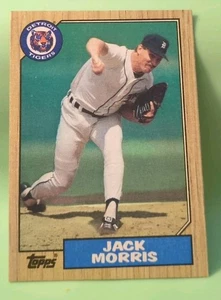 DETROIT
TIGERS
JACK
MORRIS
Topps